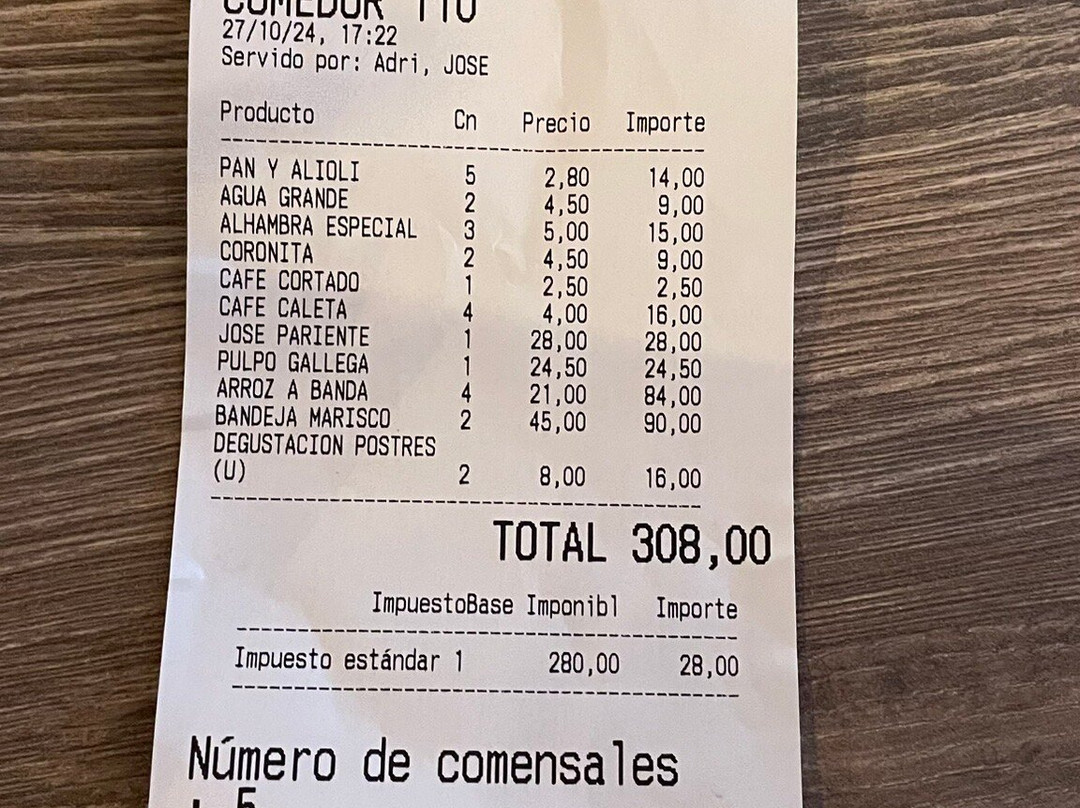 COMEDOR 110
27/10/24, 17:22
Servido por: Adri, JOSE
Producto Cn Precio Importe
PAN Y ALIOLI 5 2,80 14,00
AGUA GRANDE 2 4,50 9,00
ALHAMBRA ESPECIAL 3 5,00 15,00
CORONITA 2 4,50 9,00
CAFE CORTADO 1 2,50 2,50
CAFE CALETA 4 4,00 16,00
JOSE PARIENTE 1 28,00 28,00
PULPO GALLEGA 1 24,50 24,50
ARROZ A BANDA 4 21,00 84,00
BANDEJA MARISCO 2 45,00 90,00
DEGUSTACION POSTRES
(U) 2 8,00 16,00
TOTAL 308,00
ImpuestoBase Imponibl Importe
Impuesto estándar 1 280,00 28,00
Número de comensales
: 5